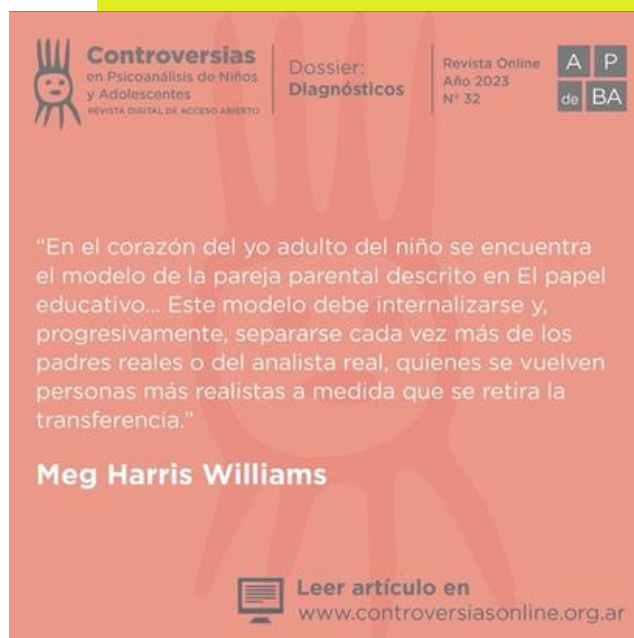 Controversias
en Psicoanálisis de Niños
y Adolescentes
REVISTA DIGITAL DE ACCESO ABIERTO
Dossier:
Diagnósticos
Revista Online
Año 2023
N° 32
A P
de BA
“En el corazón del yo adulto del niño se encuentra
el modelo de la pareja parental descrito en El papel
educativo... Este modelo debe internalizarse y,
progresivamente, separarse cada vez más de los
padres reales o del analista real, quienes se vuelven
personas más realistas a medida que se retira la
transferencia.”
Meg Harris Williams
Leer artículo en
www.controversiasonline.org.ar